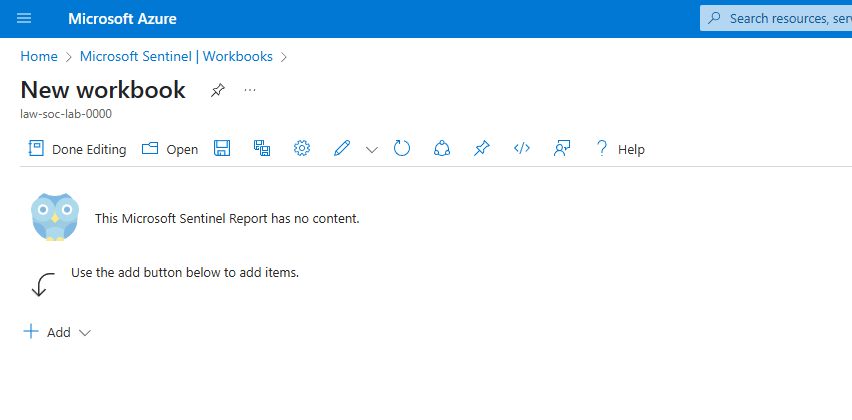 Microsoft Azure
Search resources, ser
Home > Microsoft Sentinel | Workbooks >
New workbook
law-soc-lab-0000
Done Editing Open Help
This Microsoft Sentinel Report has no content.
Use the add button below to add items.
Add